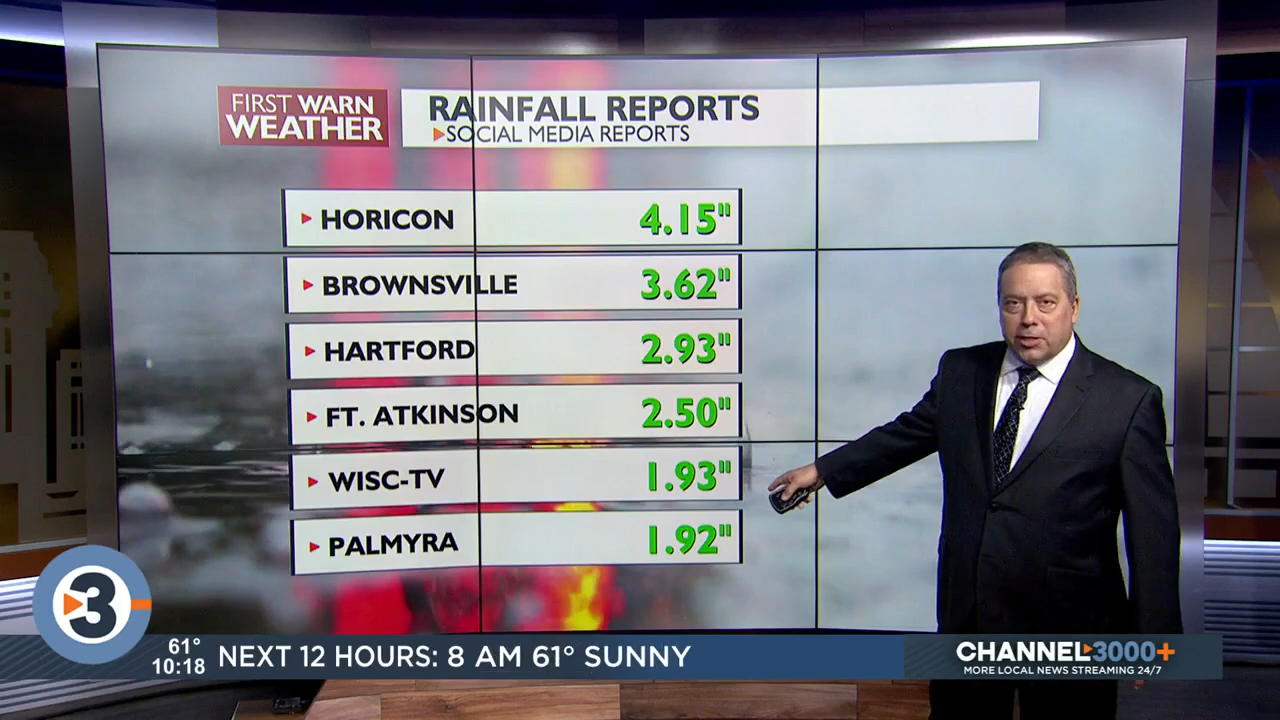 FIRST WARN
WEATHER
RAINFALL REPORTS
SOCIAL MEDIA REPORTS
HORICON 4.15"
BROWNSVILLE 3.62"
HARTFORD 2.93"
FT. ATKINSON 2.50"
WISC-TV 1.93"
PALMYRA 1.92"
3
61°
10:18
NEXT 12 HOURS: 8 AM 61° SUNNY
CHANNEL3000+
MORE LOCAL NEWS STREAMING 24/7